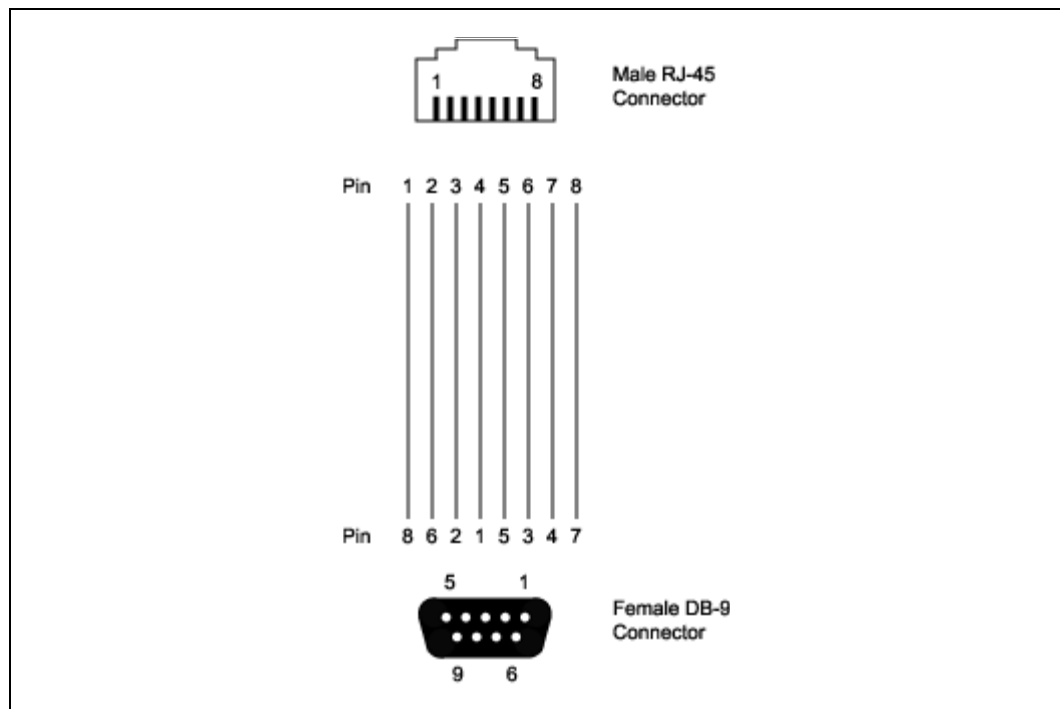 1 8
Male RJ-45
Connector
Pin 1 2 3 4 5 6 7 8
Pin 8 6 2 1 5 3 4 7
5 1
Female DB-9
Connector
9 6